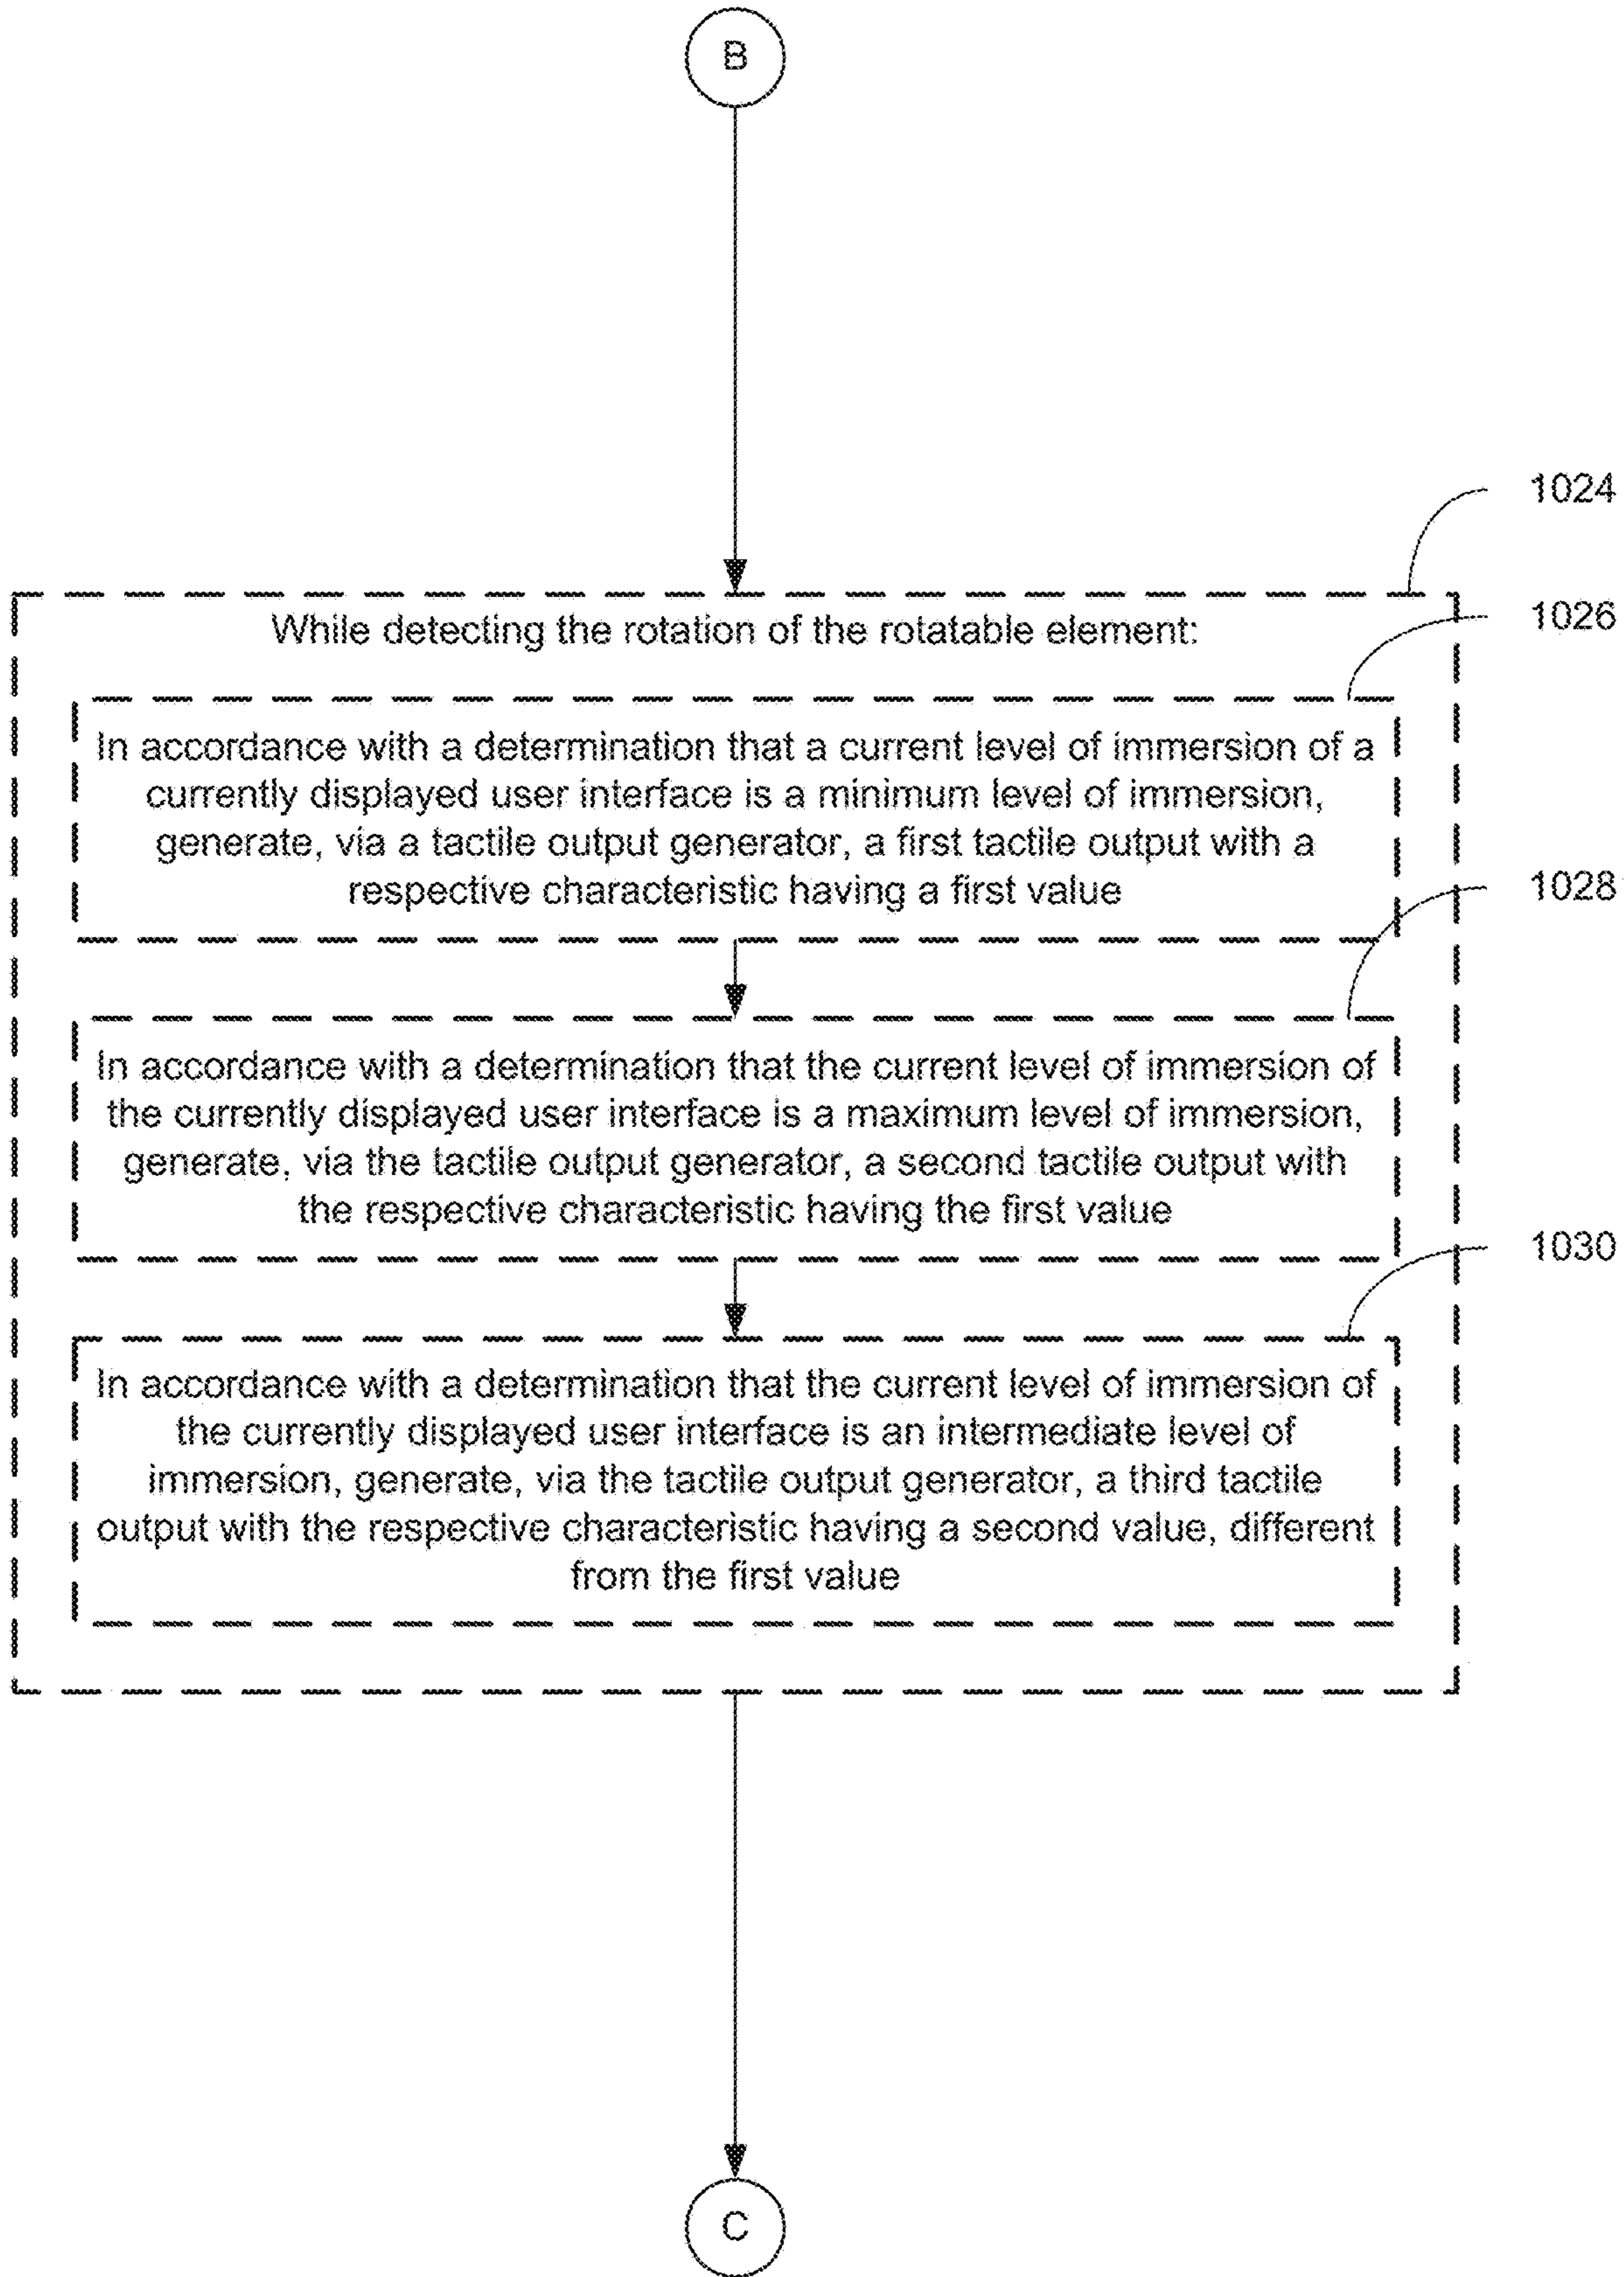 B
1024
While detecting the rotation of the rotatable element:
1026
In accordance with a determination that a current level of immersion of a
currently displayed user interface is a minimum level of immersion,
generate, via a tactile output generator, a first tactile output with a
respective characteristic having a first value
1028
In accordance with a determination that the current level of immersion of
the currently displayed user interface is a maximum level of immersion,
generate, via the tactile output generator, a second tactile output with
the respective characteristic having the first value
1030
In accordance with a determination that the current level of immersion of
the currently displayed user interface is an intermediate level of
immersion, generate, via the tactile output generator, a third tactile
output with the respective characteristic having a second value, different
from the first value
C